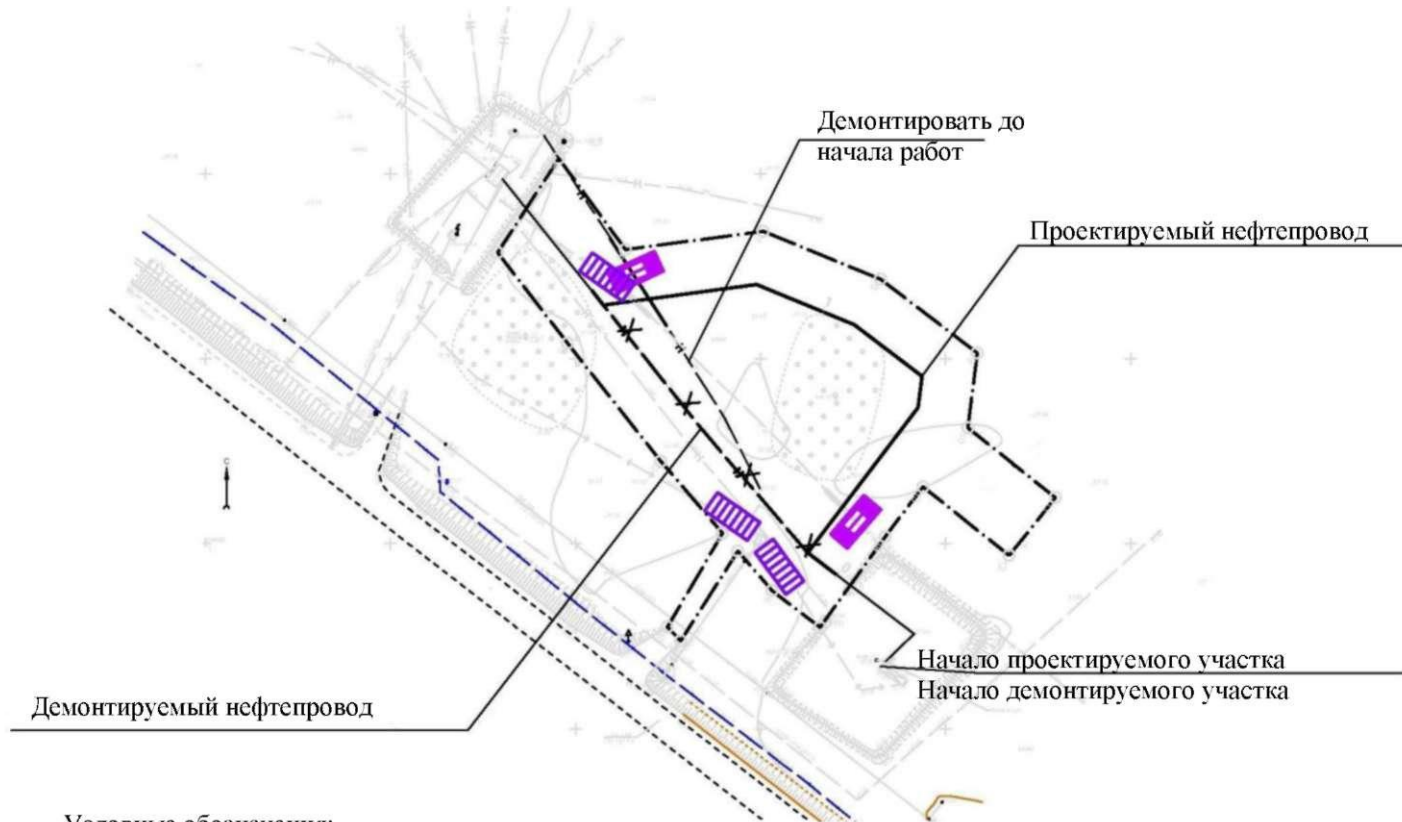 Демонтировать до
начала работ
Проектируемый нефтепровод
Начало проектируемого участка
Начало демонтируемого участка
Демонтируемый нефтепровод